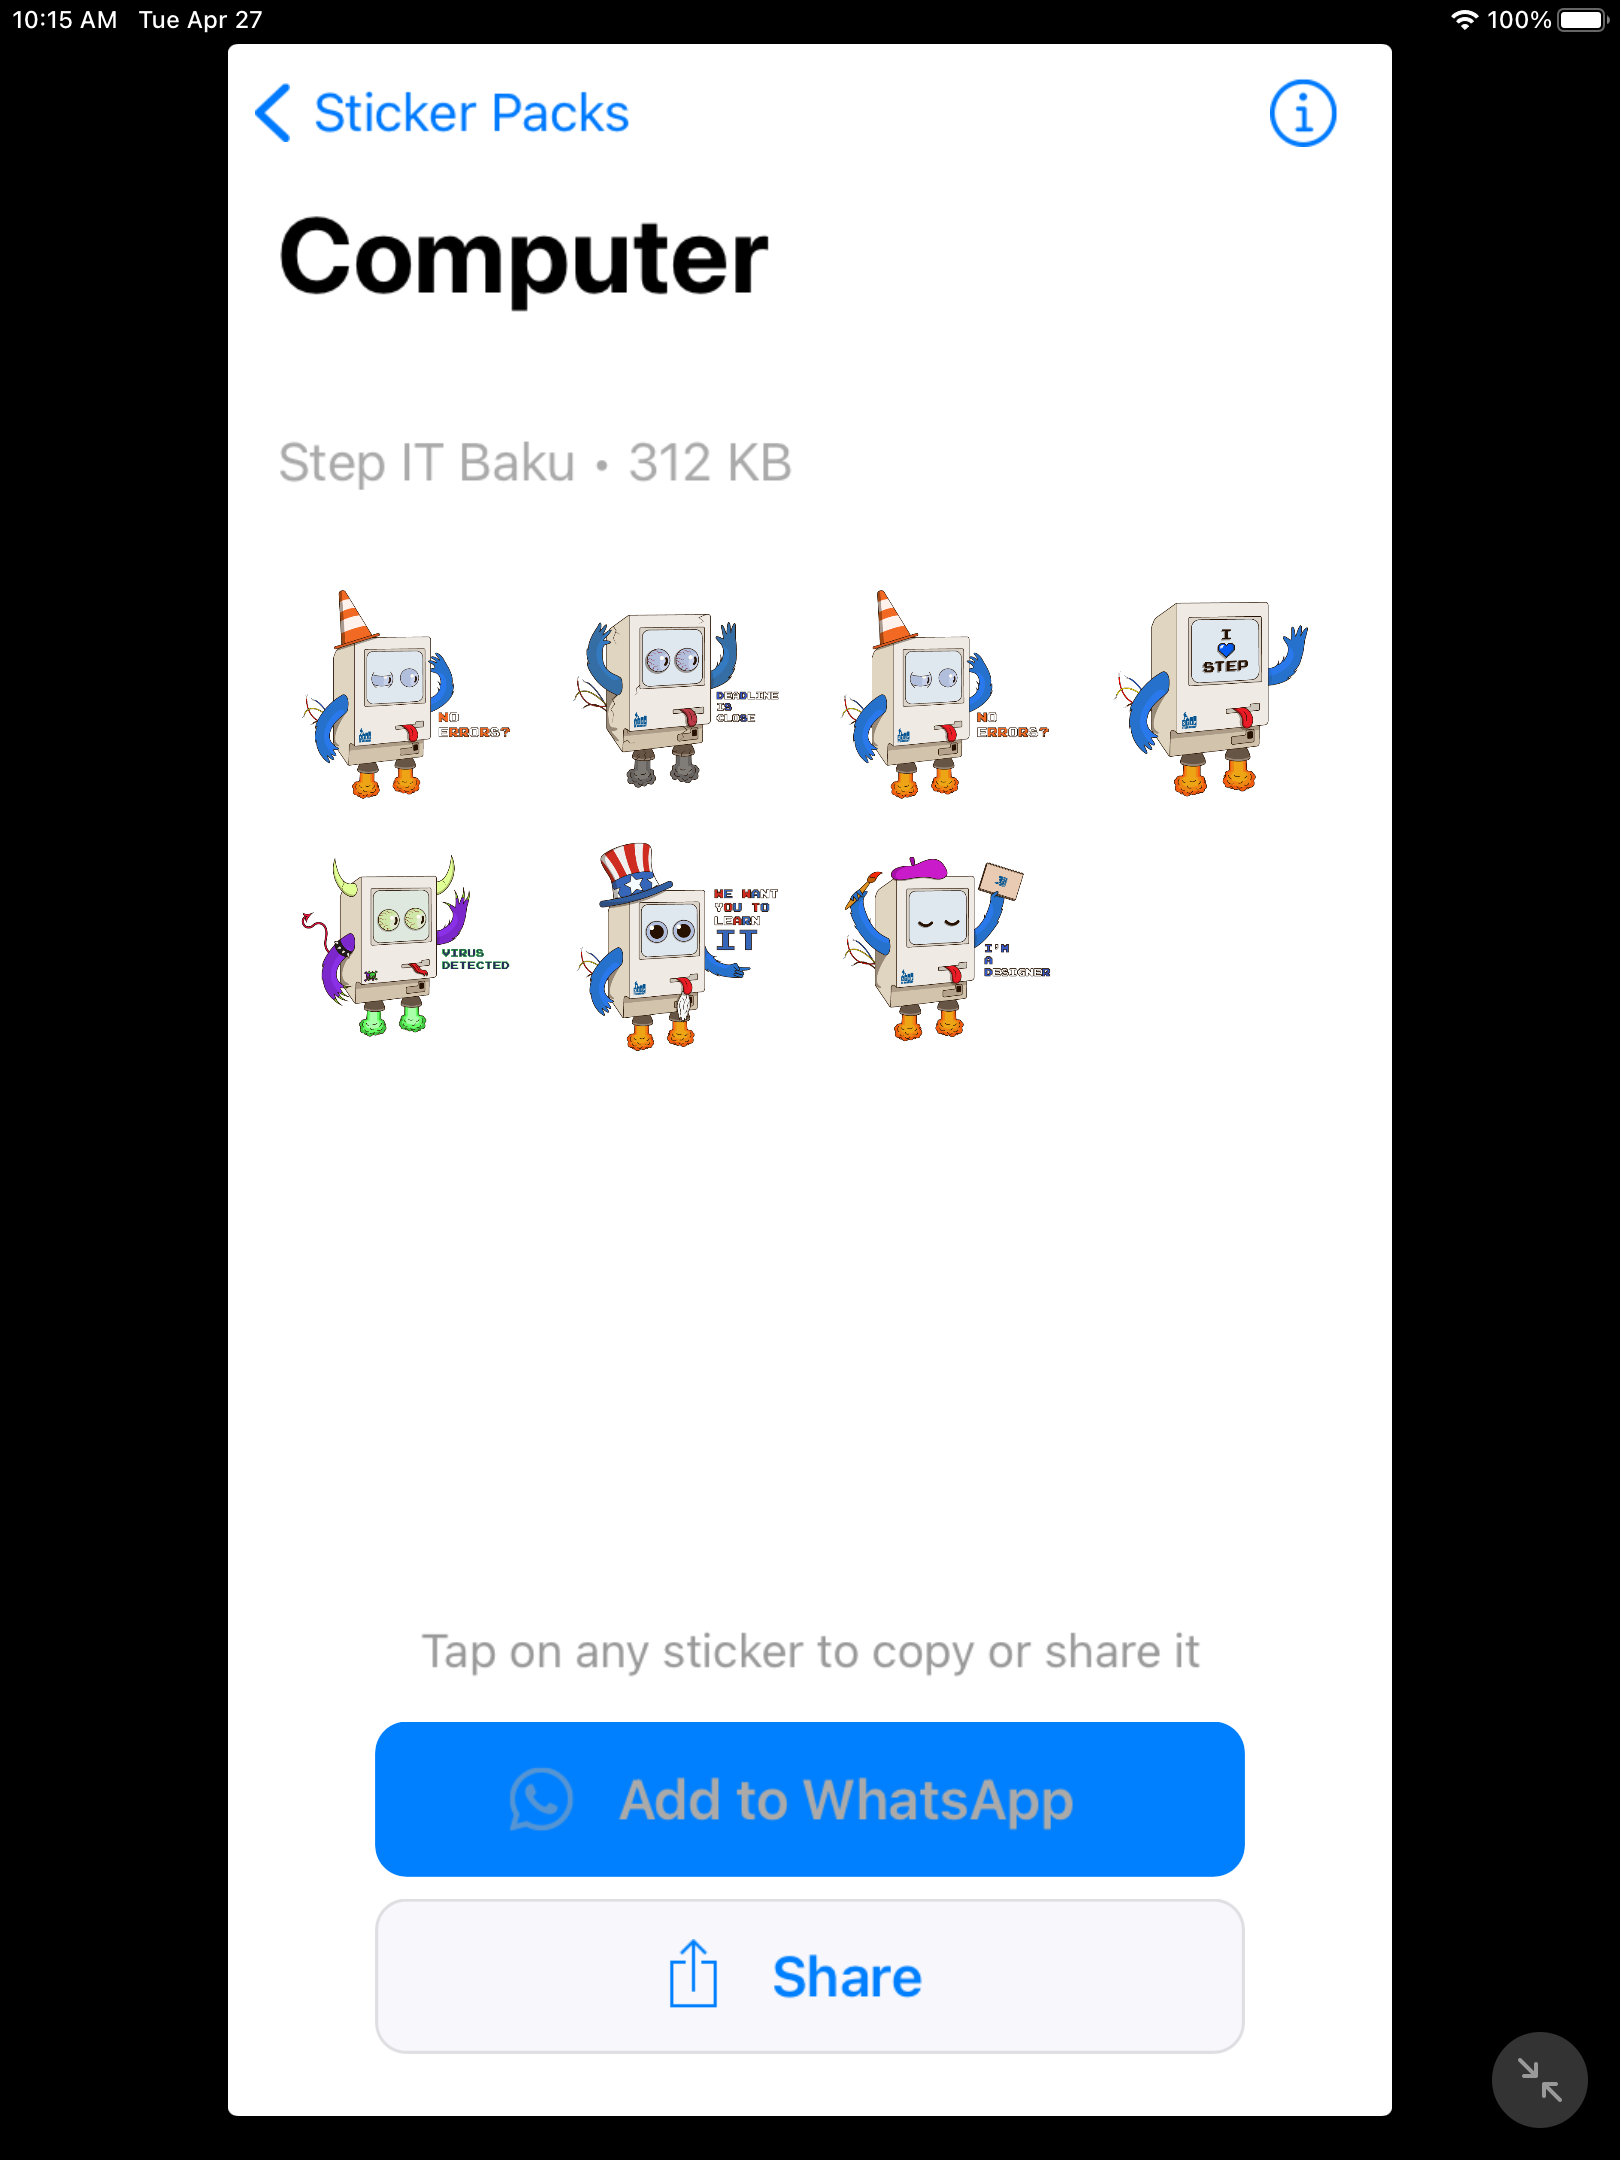 10:15 AM Tue Apr 27 100%
Sticker Packs
Computer
Step IT Baku • 312 KB
NO
ERRORS?
DEADLINE
IS
CLOSE
NO
ERRORS?
I
STEP
VIRUS
DETECTED
WE WANT
YOU TO
LEARN
IT
I'M
A
DESIGNER
Tap on any sticker to copy or share it
Add to WhatsApp
Share